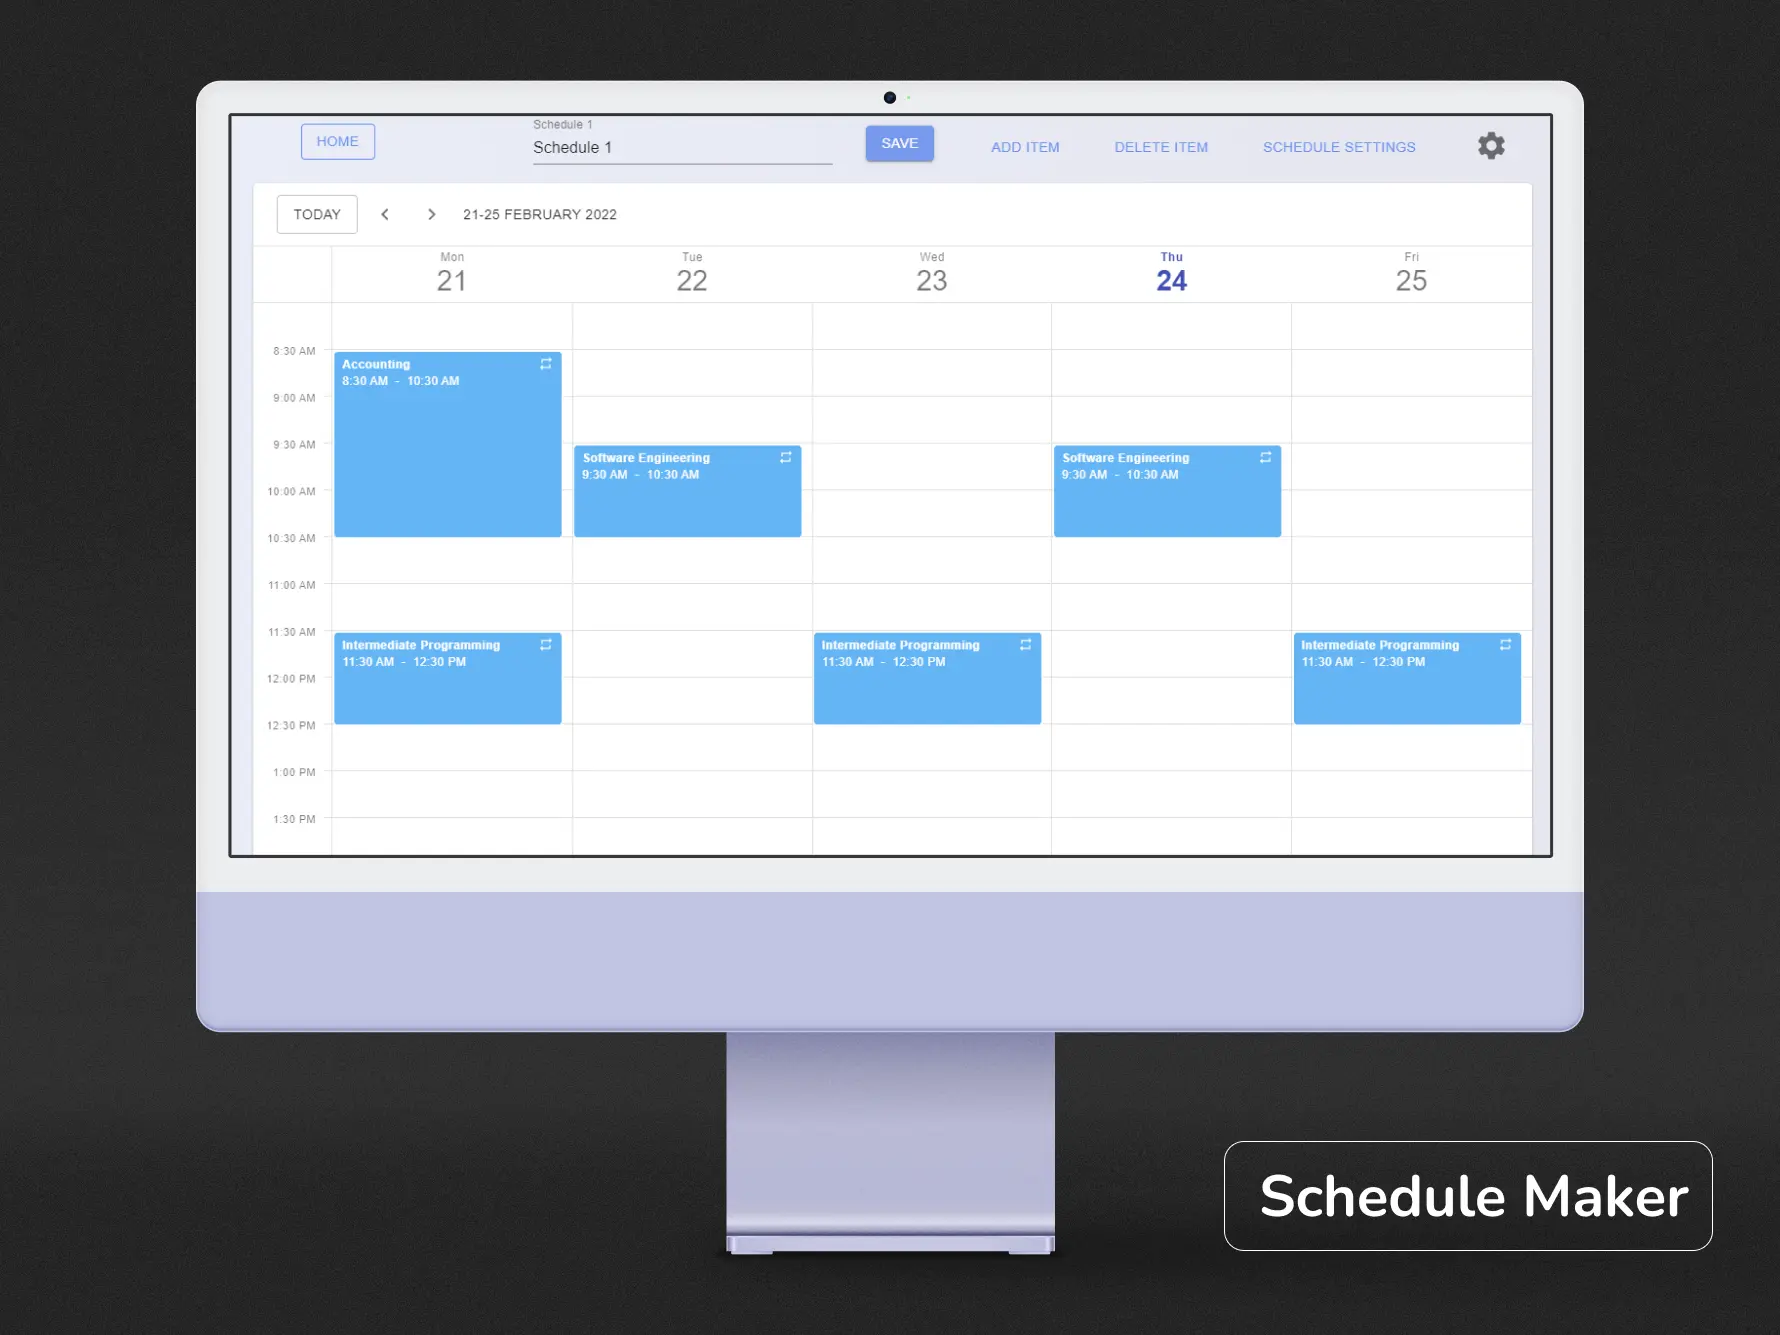 HOME
Schedule 1
Schedule 1
SAVE
ADD ITEM
DELETE ITEM
SCHEDULE SETTINGS
TODAY
21-25 FEBRUARY 2022
Mon
21
Tue
22
Wed
23
Thu
24
Fri
25
8:30 AM
9:00 AM
9:30 AM
10:00 AM
10:30 AM
11:00 AM
11:30 AM
12:00 PM
12:30 PM
1:00 PM
1:30 PM
Accounting
8:30 AM - 10:30 AM
Intermediate Programming
11:30 AM - 12:30 PM
Software Engineering
9:30 AM - 10:30 AM
Intermediate Programming
11:30 AM - 12:30 PM
Software Engineering
9:30 AM - 10:30 AM
Intermediate Programming
11:30 AM - 12:30 PM
Schedule Maker